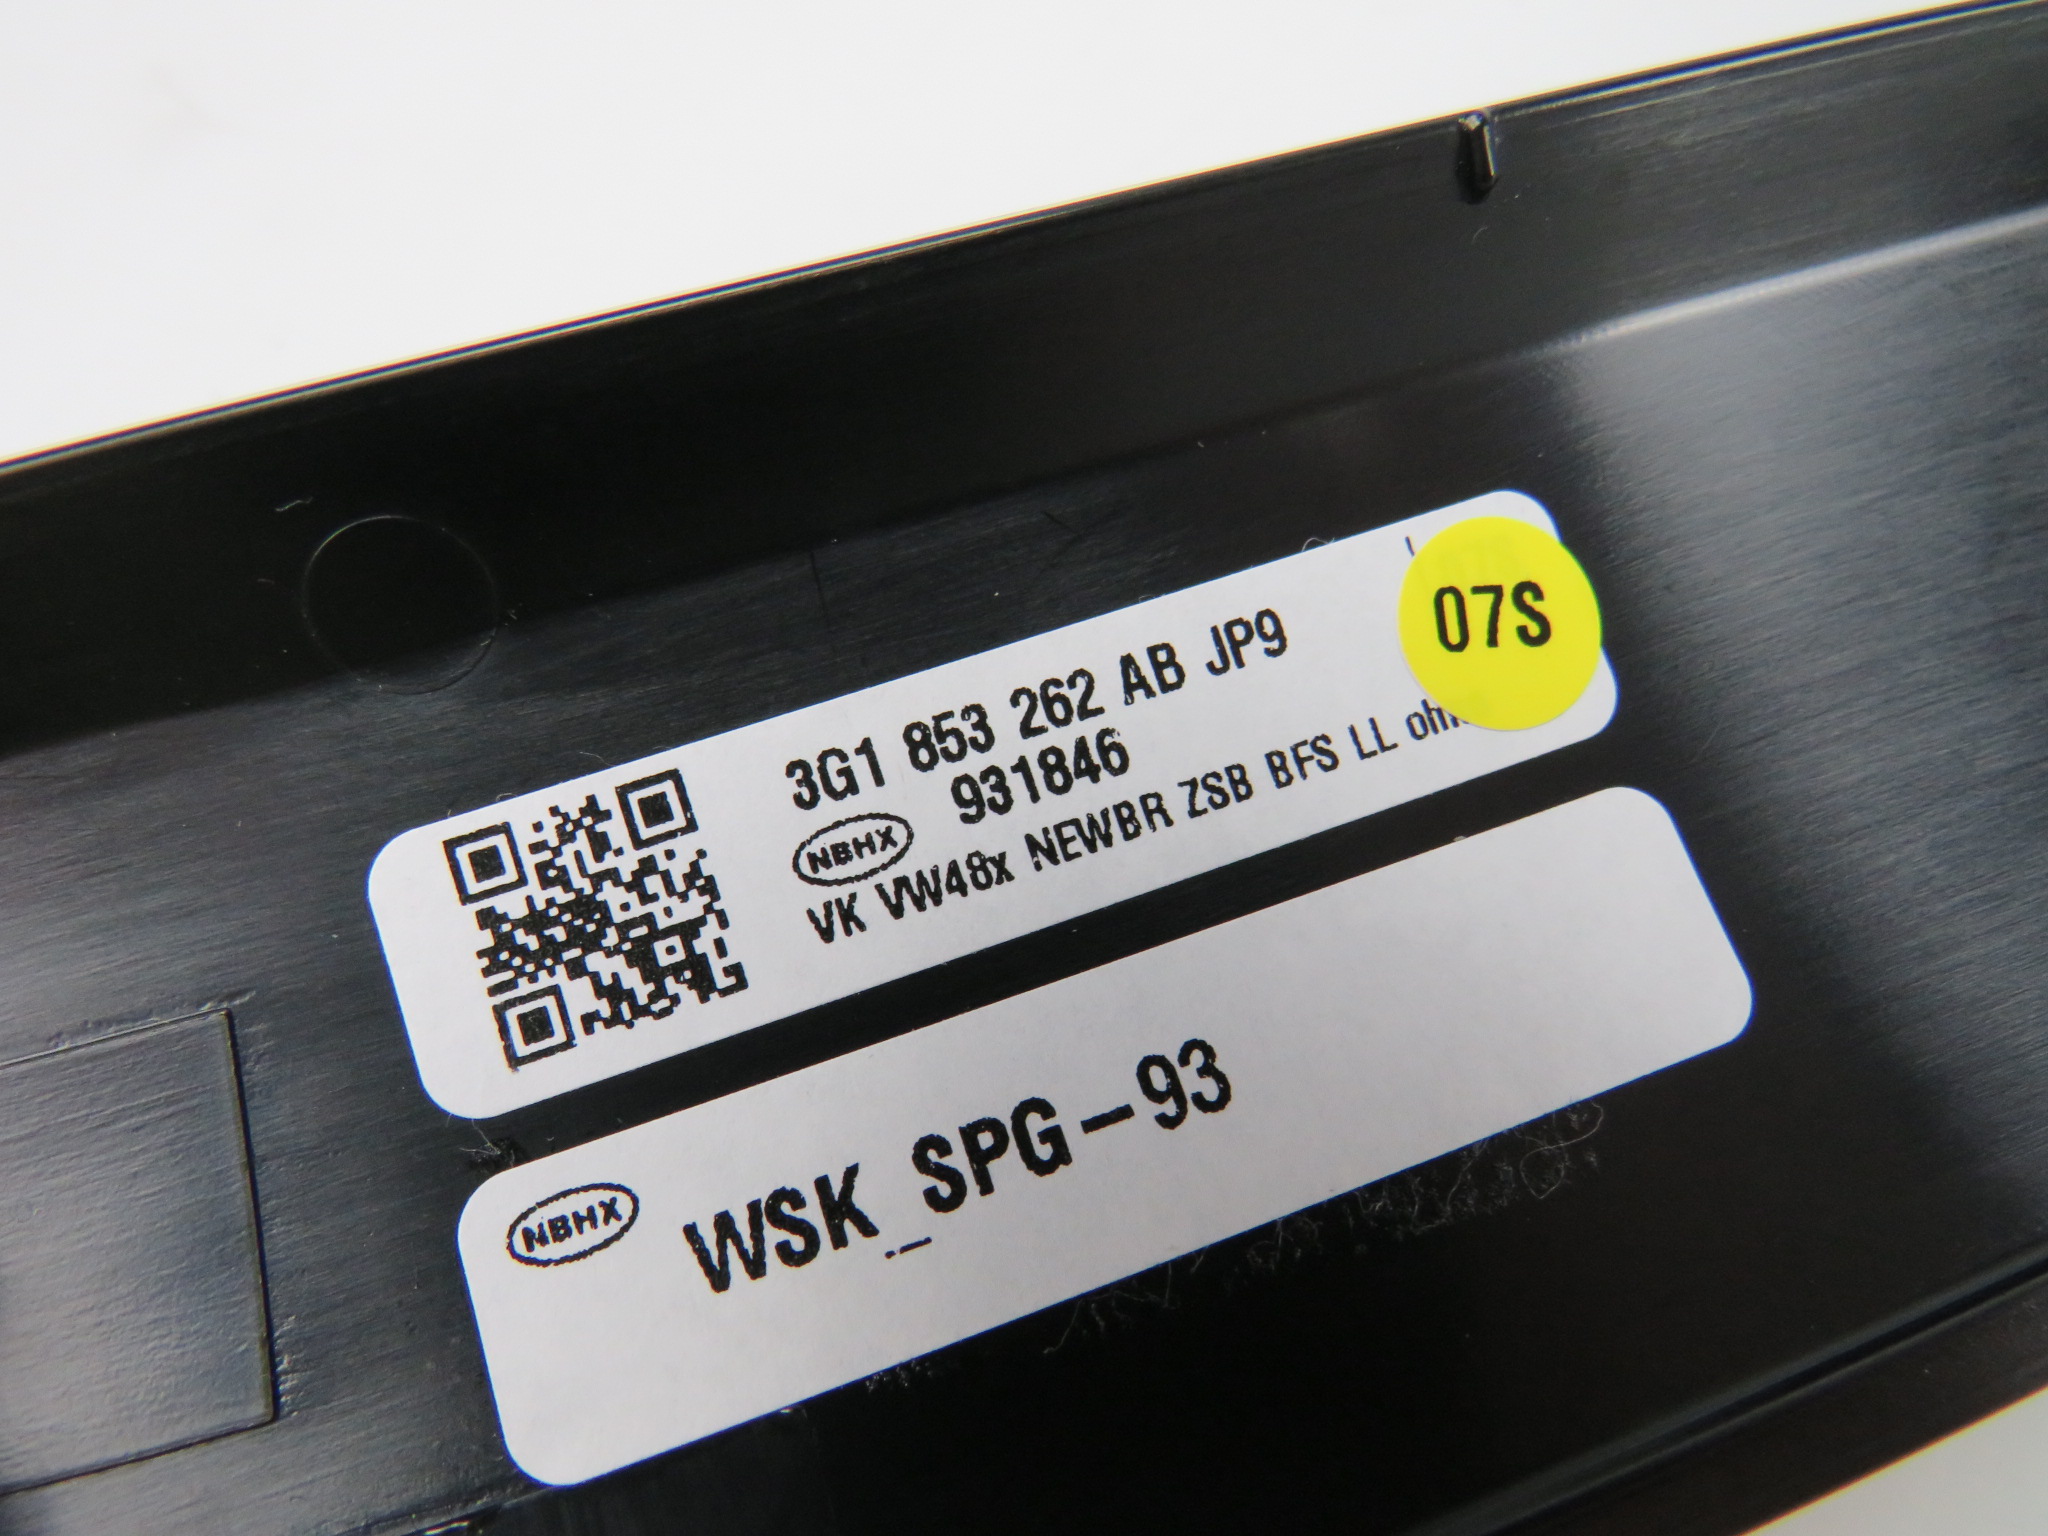 3G1 853 262 AB JP9
07S
NBHX 931846
VK VW48x NEWBR ZSB BFS LL
NBHX WSK_SPG-93